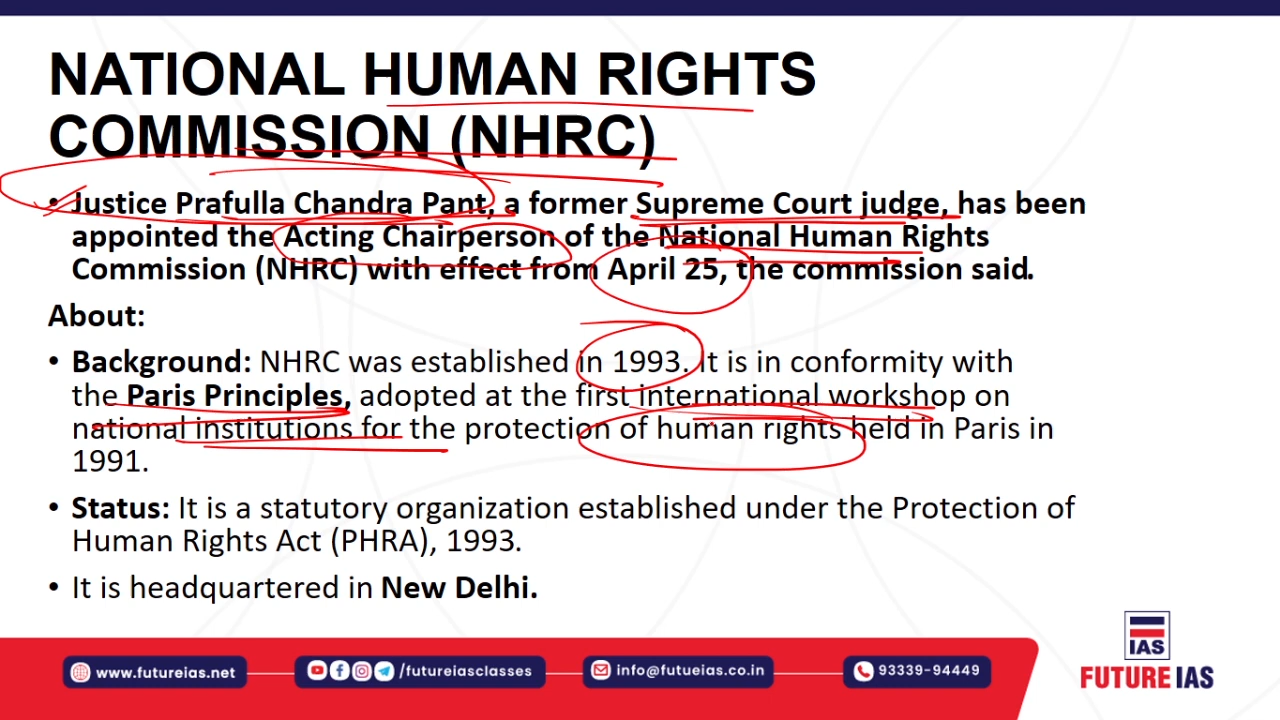 NATIONAL HUMAN RIGHTS
COMMISSION (NHRC)
• Justice Prafulla Chandra Pant, a former Supreme Court judge, has been
appointed the Acting Chairperson of the National Human Rights
Commission (NHRC) with effect from April 25, the commission said.
About:
• Background: NHRC was established in 1993. It is in conformity with
the Paris Principles, adopted at the first international workshop on
national institutions for the protection of human rights held in Paris in
1991.
• Status: It is a statutory organization established under the Protection of
Human Rights Act (PHRA), 1993.
• It is headquartered in New Delhi.
IAS
FUTURE IAS
www.futureias.net
/futureiasclasses
info@futueias.co.in
93339-94449